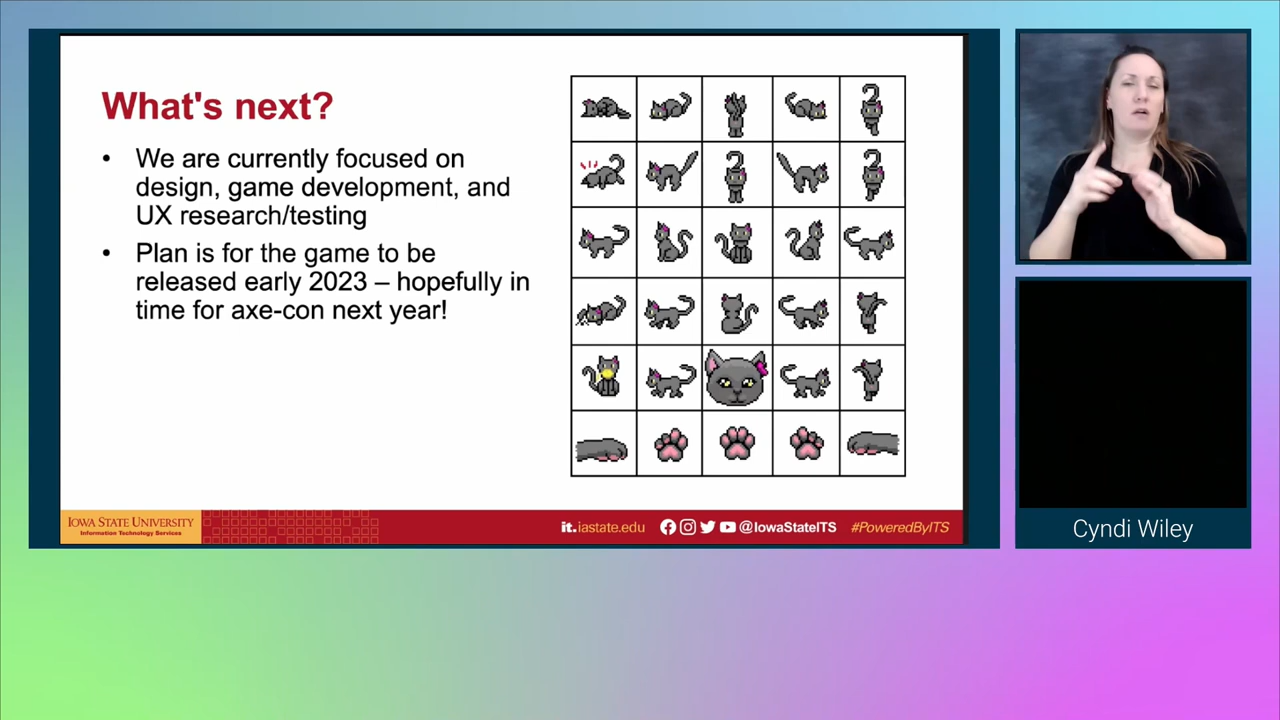 What's next?
• We are currently focused on
design, game development, and
UX research/testing
• Plan is for the game to be
released early 2023 – hopefully in
time for axe-con next year!
IOWA STATE UNIVERSITY
Information Technology Services
it.iastate.edu
@IowaStateITS
#PoweredByITS
Cyndi Wiley